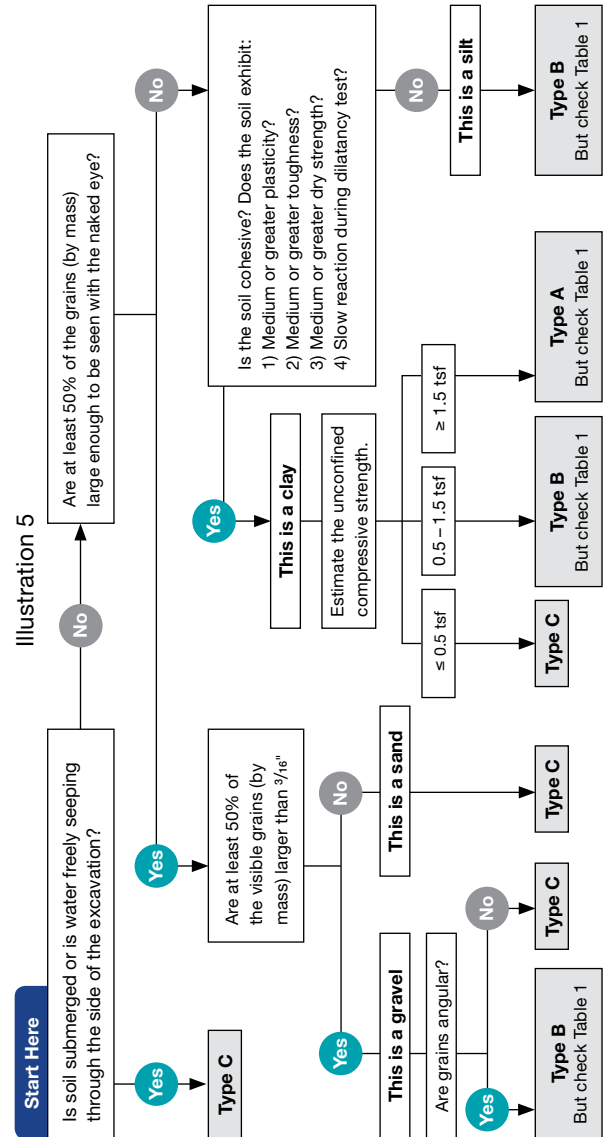 Illustration 5
Start Here
Is soil submerged or is water freely seeping
through the side of the excavation?
Yes
Type C
No
Are at least 50% of the grains (by mass)
large enough to be seen with the naked eye?
Yes
Are at least 50% of
the visible grains (by
mass) larger than 3/16"
Yes
This is a gravel
Are grains angular?
Yes
Type B
But check Table 1
No
Type C
No
This is a sand
Type C
No
Is the soil cohesive? Does the soil exhibit:
1) Medium or greater plasticity?
2) Medium or greater toughness?
3) Medium or greater dry strength?
4) Slow reaction during dilatancy test?
Yes
This is a clay
Estimate the unconfined
compressive strength.
≤ 0.5 tsf
Type C
0.5 – 1.5 tsf
Type B
But check Table 1
≥ 1.5 tsf
Type A
But check Table 1
No
This is a silt
Type B
But check Table 1